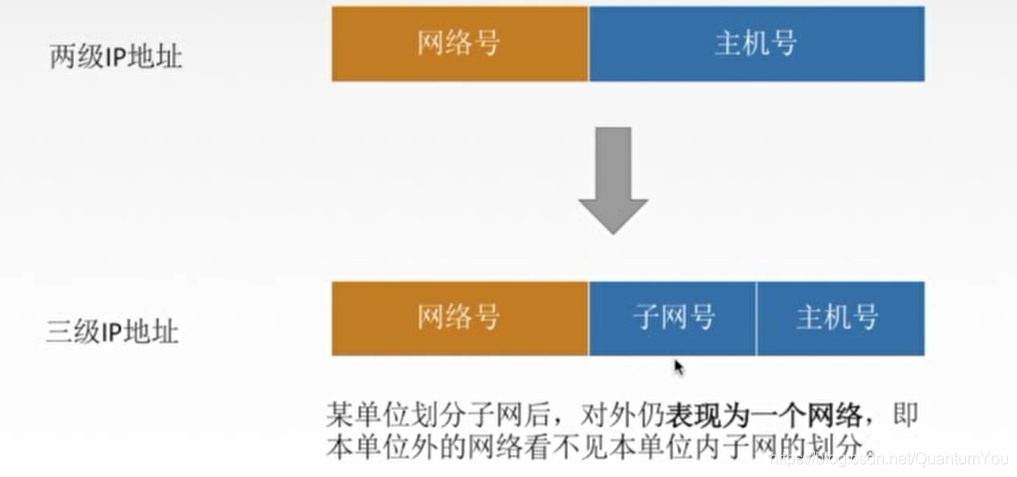 两级IP地址
网络号
主机号
三级IP地址
网络号
子网号
主机号
某单位划分子网后，对外仍表现为一个网络，即
本单位外的网络看不见本单位内子网的划分。
https://blog.csdn.net/QuantumYou